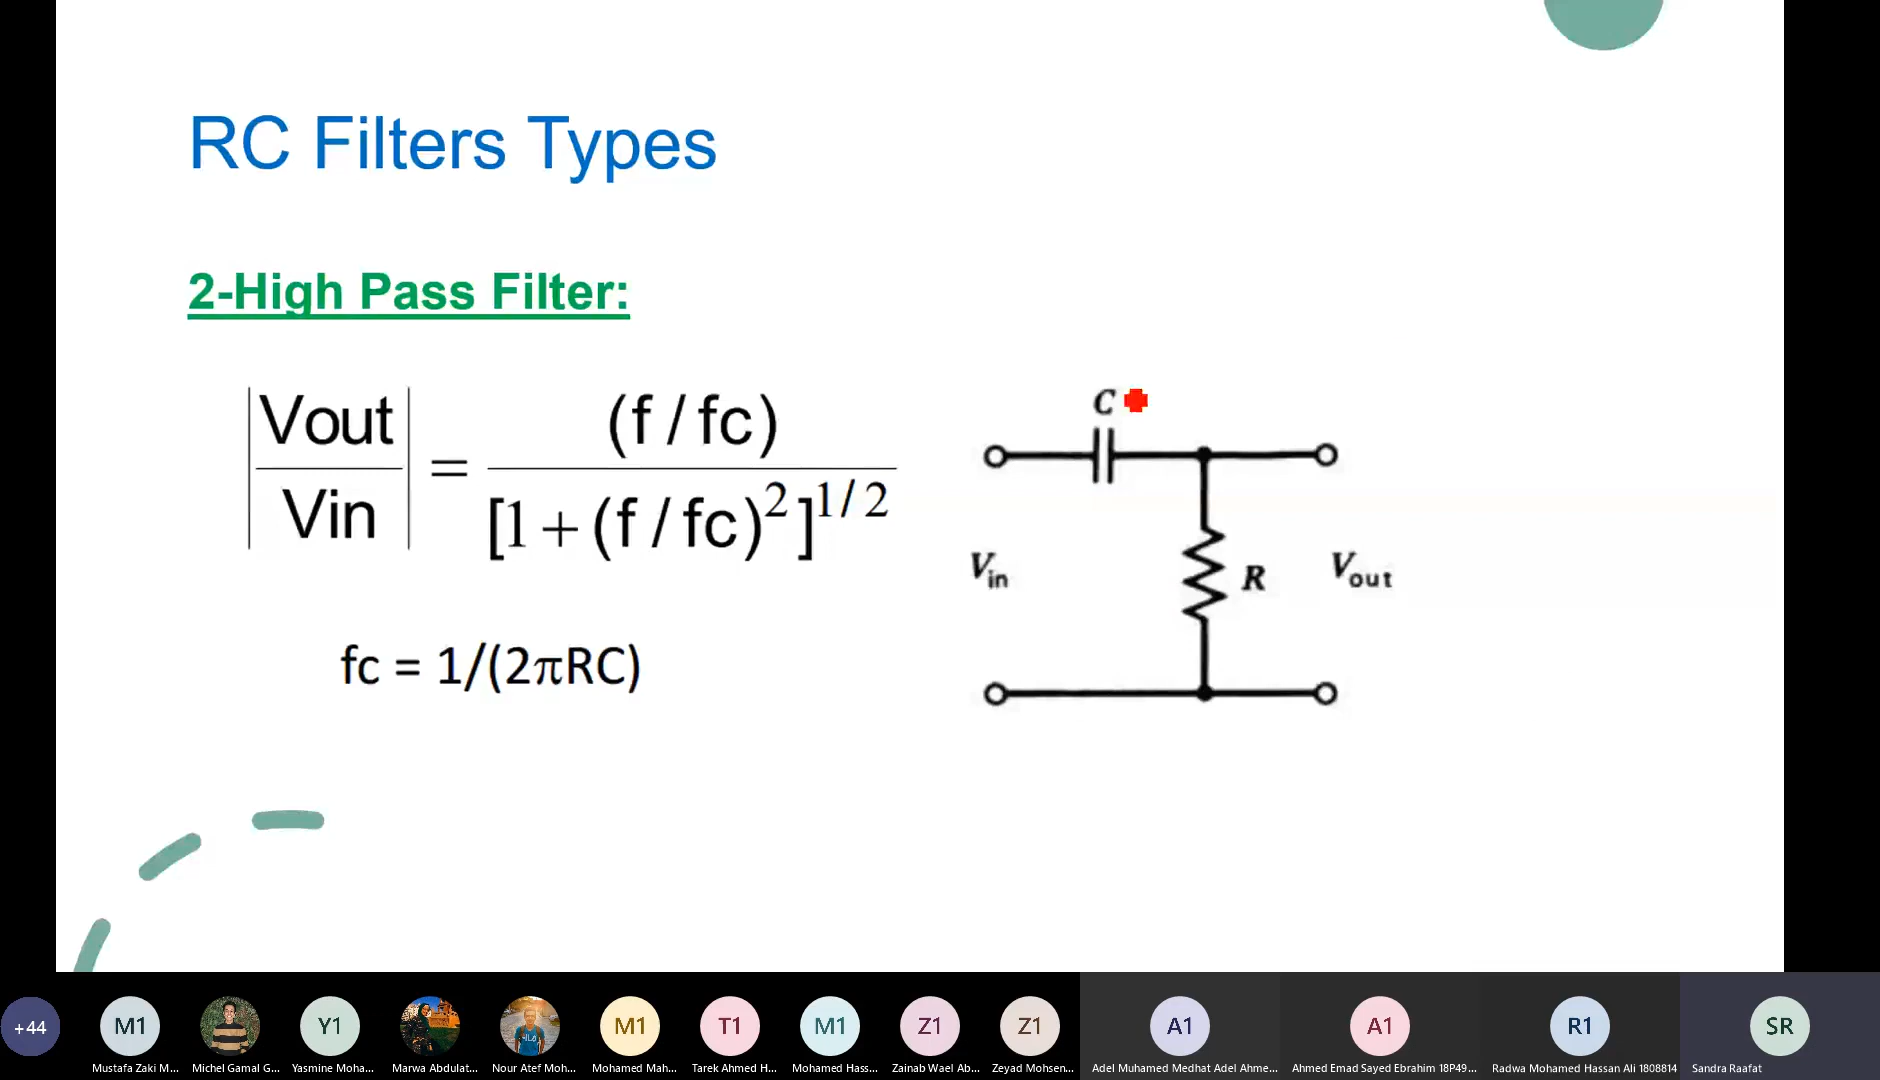 RC Filters Types
2-High Pass Filter:
|Vout / Vin| = (f / fc) / [1 + (f / fc)²]^1/2
fc = 1/(2πRC)
C
Vin
R
Vout
+44
M1
Y1
M1
T1
M1
Z1
Z1
A1
A1
R1
SR
Mustafa Zaki M...
Michel Gamal G...
Yasmine Moha...
Marwa Abdulat...
Nour Atef Moh...
Mohamed Mah...
Tarek Ahmed H...
Mohamed Hass...
Zainab Wael Ab...
Zeyad Mohsen...
Adel Muhamed Medhat Adel Ahme...
Ahmed Emad Sayed Ebrahim 18P49...
Radwa Mohamed Hassan Ali 1808814
Sandra Raafat